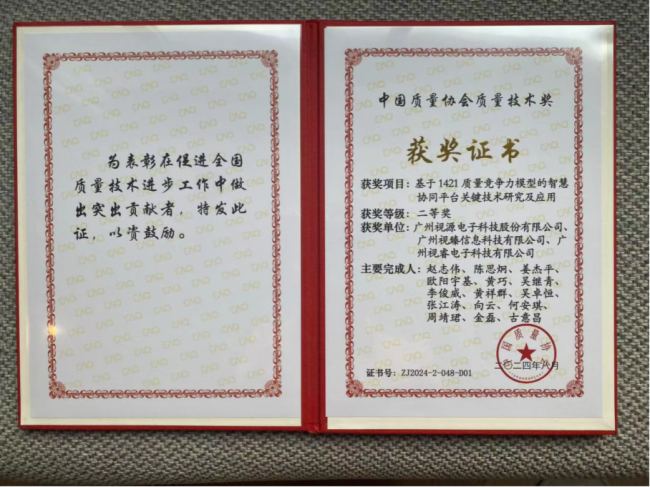 为表彰在促进全国
质量技术进步工作中做
出突出贡献者，特发此
证，以资鼓励。
中国质量协会质量技术奖
获奖证书
获奖项目：基于1421质量竞争力模型的智慧
协同平台关键技术研究及应用
获奖等级：二等奖
获奖单位：广州视源电子科技股份有限公司、
广州视臻信息科技有限公司、广
州视睿电子科技有限公司
主要完成人：赵志伟、陈思炯、姜杰平、
欧阳宇基、黄巧、吴继青、
李俊威、黄祥群、吴卓恒、
张江涛、向云、何安琪、
周靖珺、金磊、古意昌
中国质量协会
二〇二四年八月
证书号：ZJ2024-2-048-D01